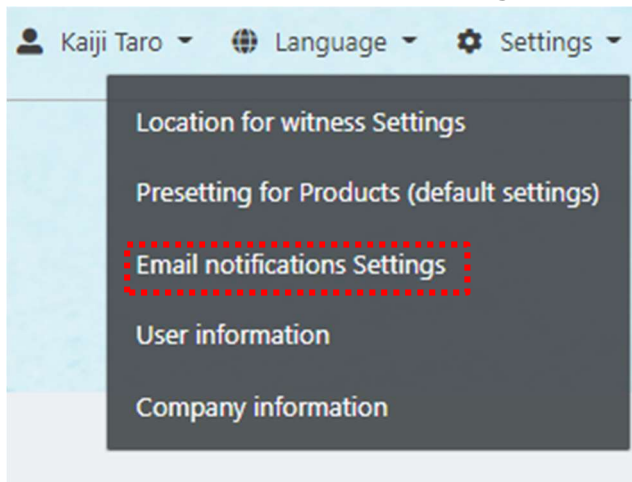 Kaiji Taro Language Settings
Location for witness Settings
Presetting for Products (default settings)
Email notifications Settings
User information
Company information